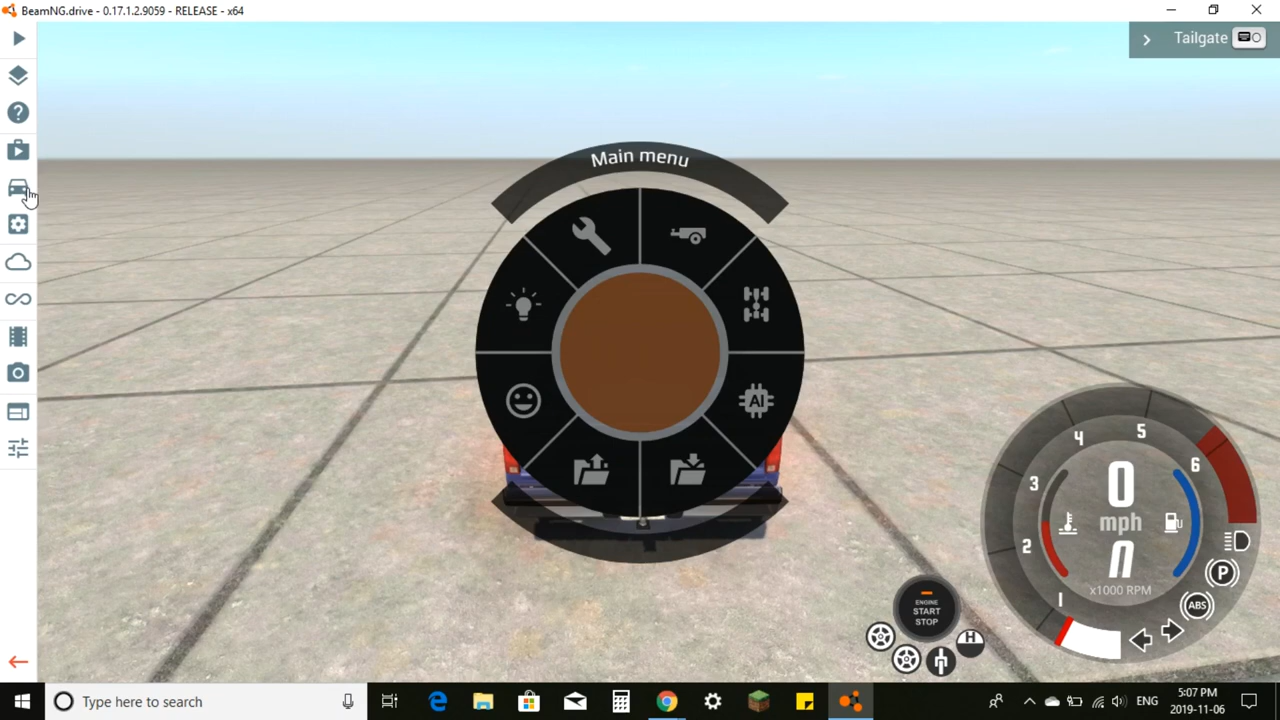 BeamNG.drive - 0.17.1.2.9059 - RELEASE - x64
Tailgate
Main menu
AI
1
2
3
4
5
6
0
mph
n
x1000 RPM
P
ABS
ENGINE
START
STOP
H
Type here to search
ENG
5:07 PM
2019-11-06